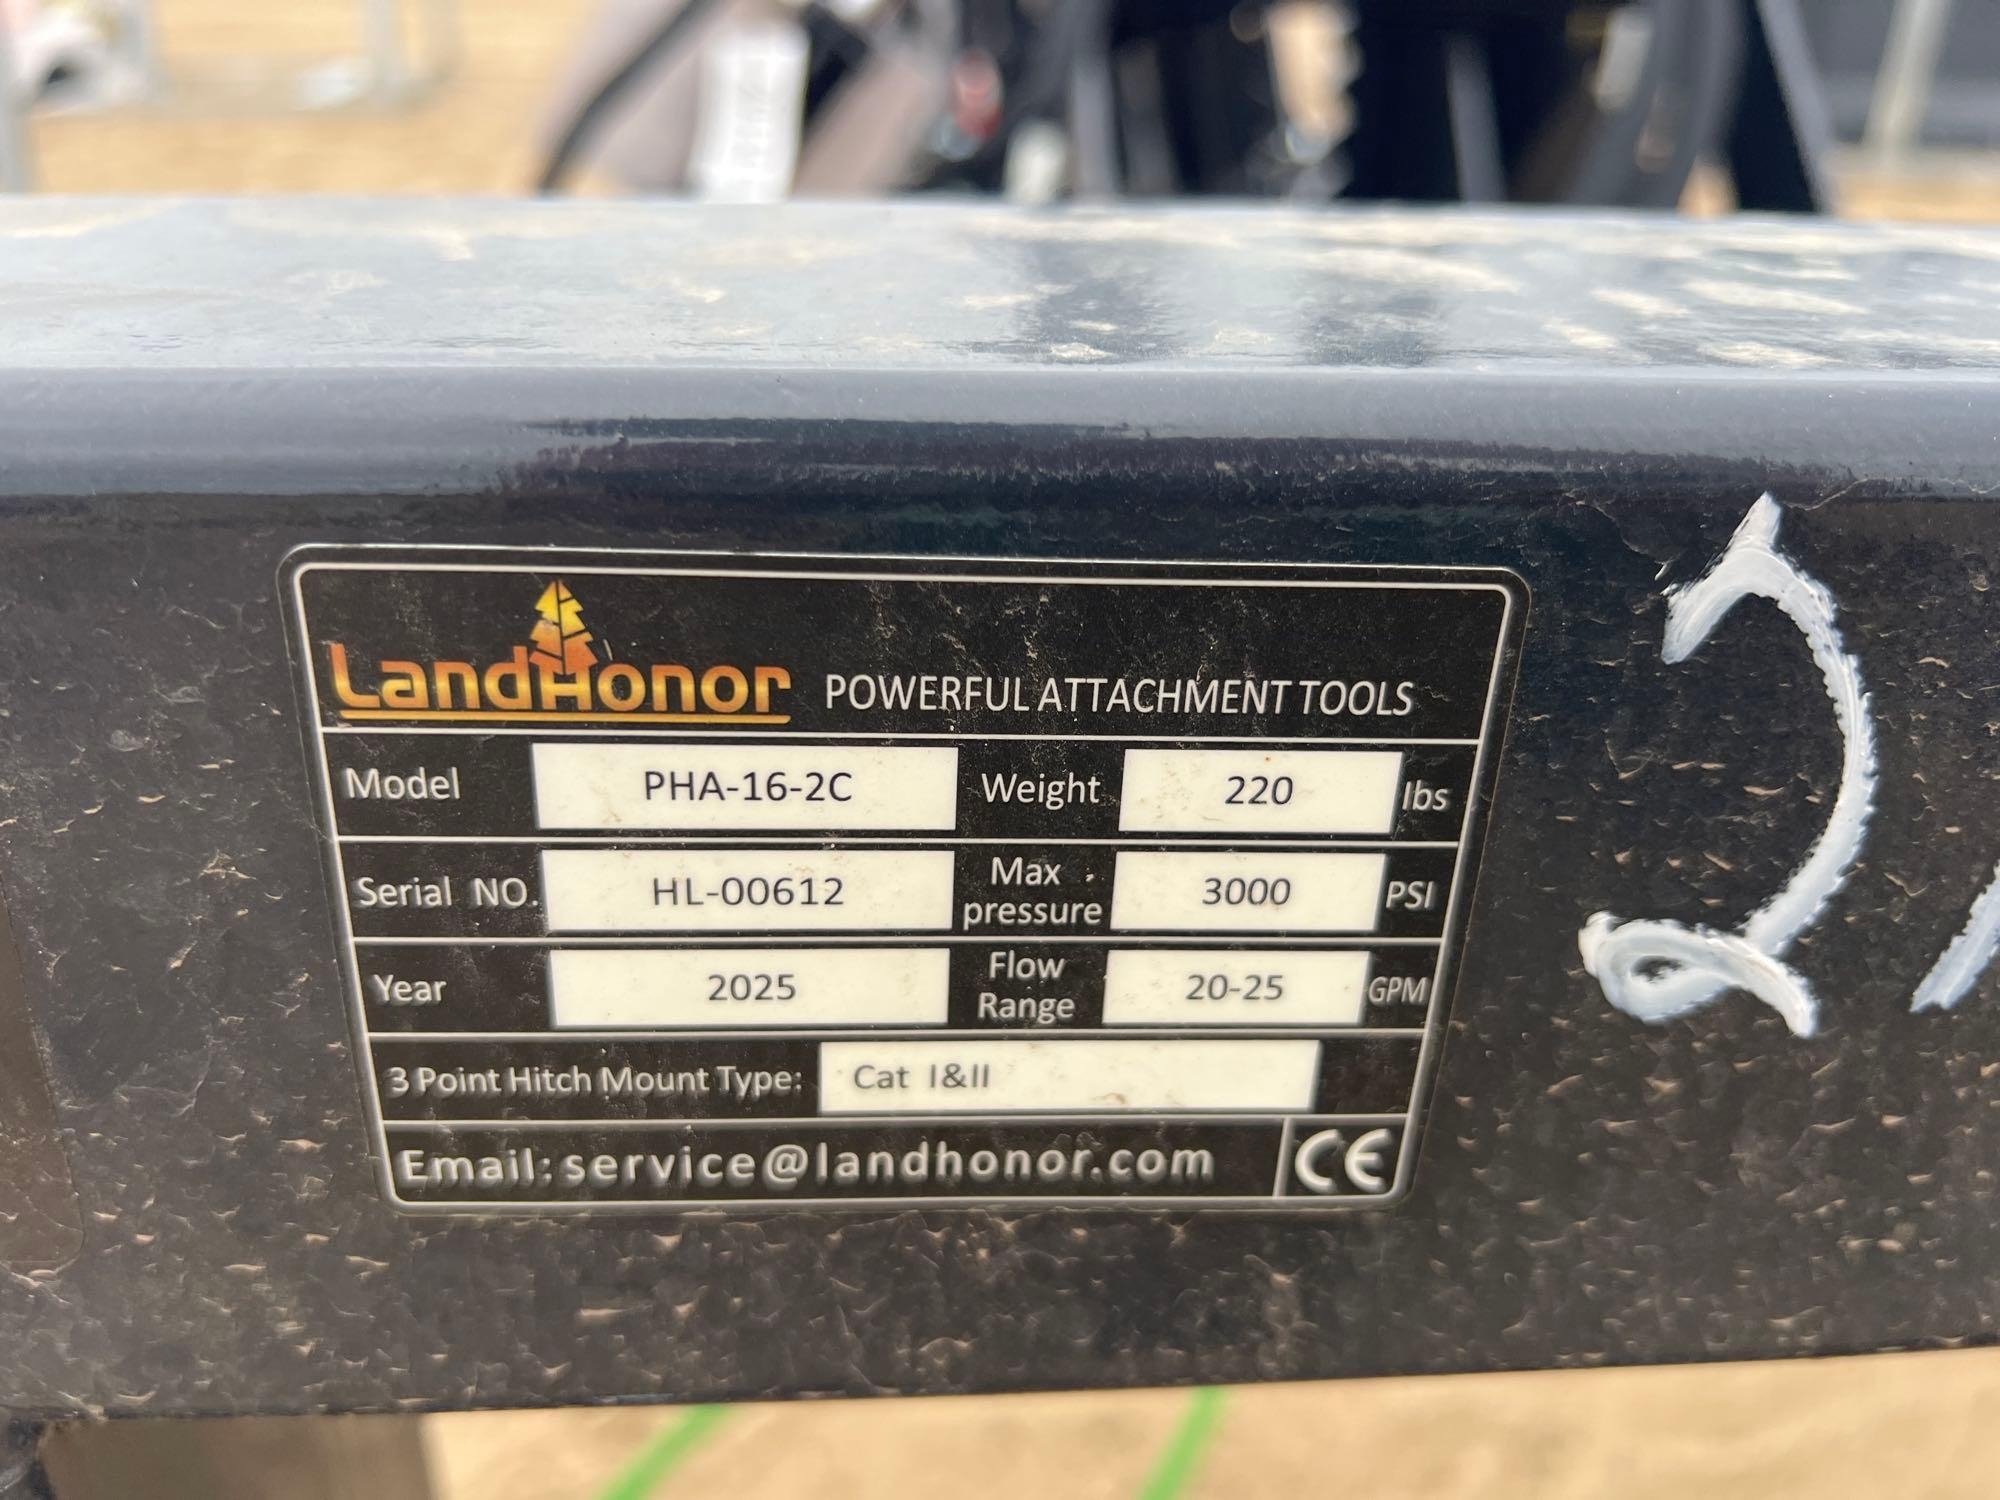 LandHonor POWERFUL ATTACHMENT TOOLS
Model PHA-16-2C Weight 220 lbs
Serial NO. HL-00612 Max pressure 3000 PSI
Year 2025 Flow Range 20-25 GPM
3 Point Hitch Mount Type: Cat I&II
Email:service@landhonor.com CE
2